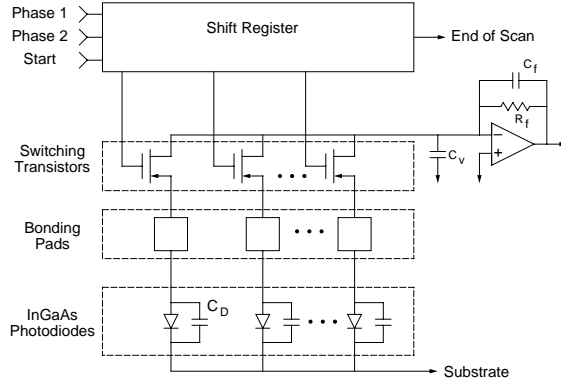 Phase 1
Phase 2
Start
Shift Register
End of Scan
C_f
R_f
−
+
C_v
Switching
Transistors
Bonding
Pads
InGaAs
Photodiodes
C_D
Substrate